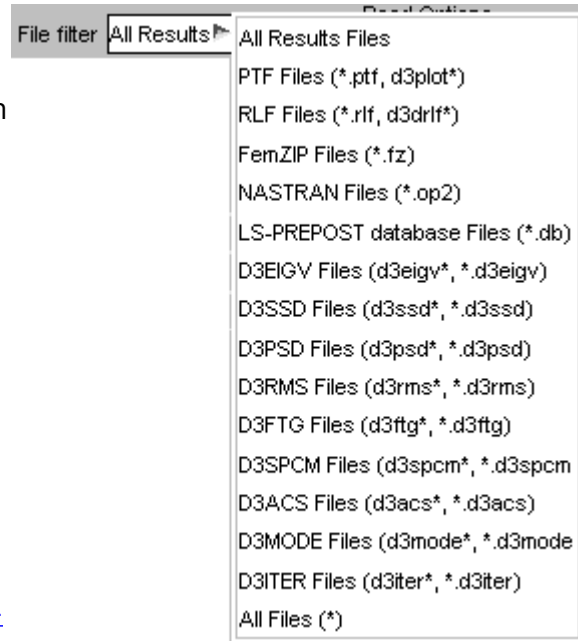 File filter All Results
All Results Files
PTF Files (*.ptf, d3plot*)
RLF Files (*.rlf, d3drlf*)
FemZIP Files (*.fz)
NASTRAN Files (*.op2)
LS-PREPOST database Files (*.db)
D3EIGV Files (d3eigv*, *.d3eigv)
D3SSD Files (d3ssd*, *.d3ssd)
D3PSD Files (d3psd*, *.d3psd)
D3RMS Files (d3rms*, *.d3rms)
D3FTG Files (d3ftg*, *.d3ftg)
D3SPCM Files (d3spcm*, *.d3spcm
D3ACS Files (d3acs*, *.d3acs)
D3MODE Files (d3mode*, *.d3mode
D3ITER Files (d3iter*, *.d3iter)
All Files (*)